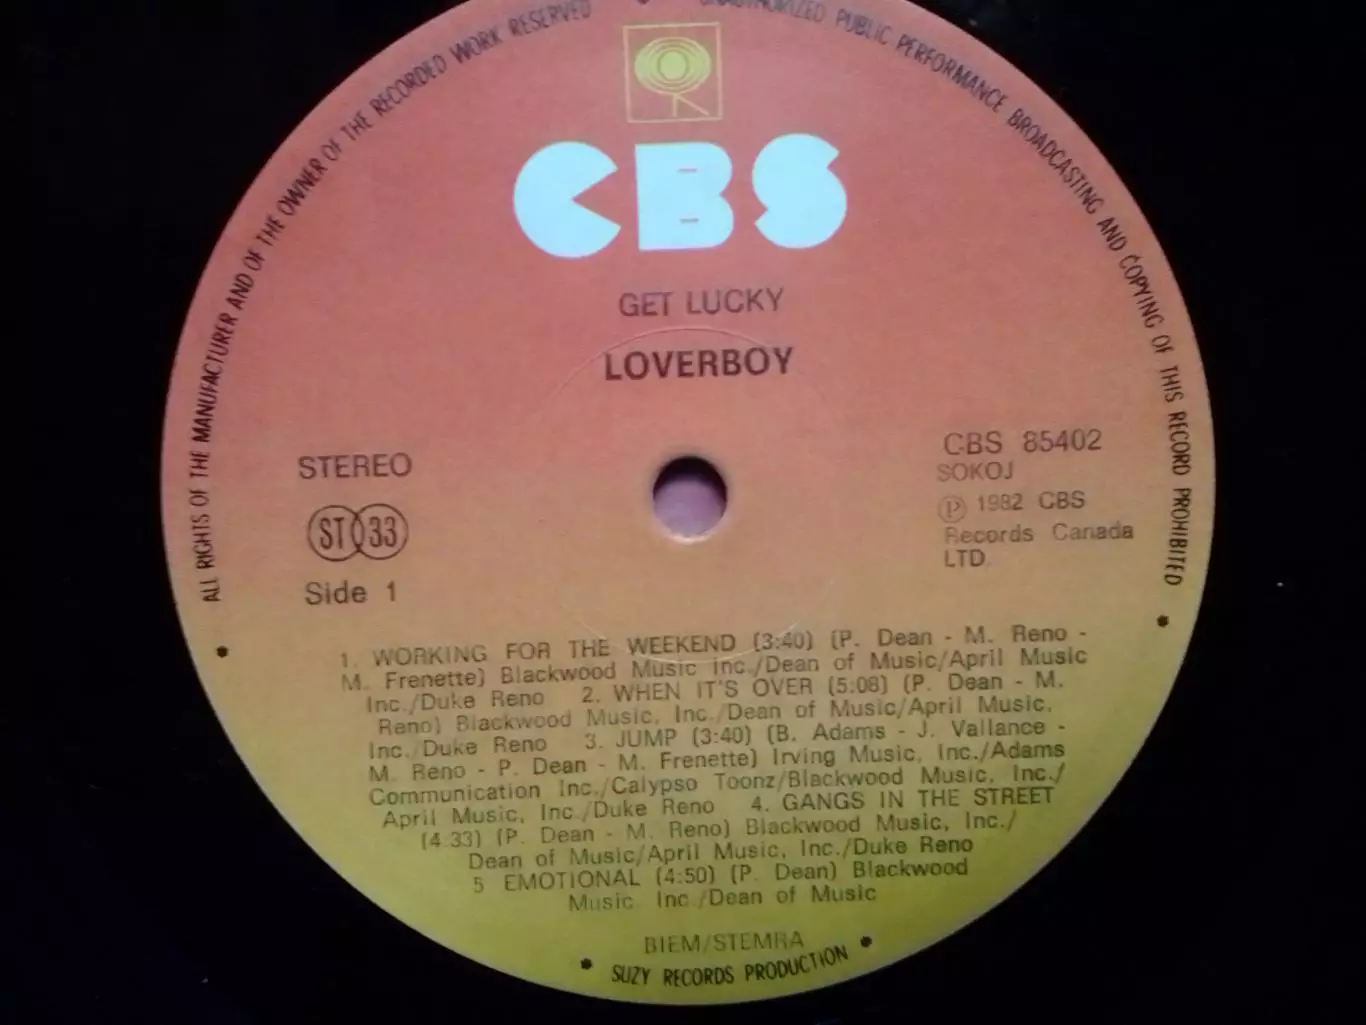 ALL RIGHTS OF THE MANUFACTURER AND OF THE OWNER OF THE RECORDED WORK RESERVED
UNAUTHORIZED PUBLIC PERFORMANCE BROADCASTING AND COPYING OF THIS RECORD PROHIBITED
CBS
GET LUCKY
LOVERBOY
STEREO
ST 33
Side 1
CBS 85402
SOKOJ
Ⓟ 1982 CBS
Records Canada
LTD.
1. WORKING FOR THE WEEKEND (3:40) (P. Dean - M. Reno -
M. Frenette) Blackwood Music Inc./Dean of Music/April Music
Inc./Duke Reno 2. WHEN IT'S OVER (5:08) (P. Dean - M.
Reno) Blackwood Music, Inc./Dean of Music/April Music,
Inc./Duke Reno 3. JUMP (3:40) (B. Adams - J. Vallance -
M. Reno - P. Dean - M. Frenette) Irving Music, Inc./Adams
Communication Inc./Calypso Toonz/Blackwood Music, Inc./
April Music, Inc./Duke Reno 4. GANGS IN THE STREET
(4:33) (P. Dean - M. Reno) Blackwood Music, Inc./
Dean of Music/April Music, Inc./Duke Reno
5 EMOTIONAL (4:50) (P. Dean) Blackwood
Music. Inc./Dean of Music
BIEM/STEMRA
SUZY RECORDS PRODUCTION